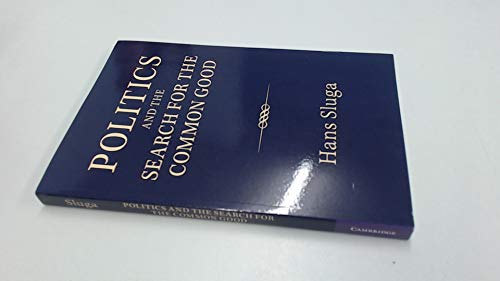 POLITICS
AND THE
SEARCH FOR THE
COMMON GOOD
Hans Sluga
Sluga
POLITICS AND THE SEARCH FOR
THE COMMON GOOD
CAMBRIDGE